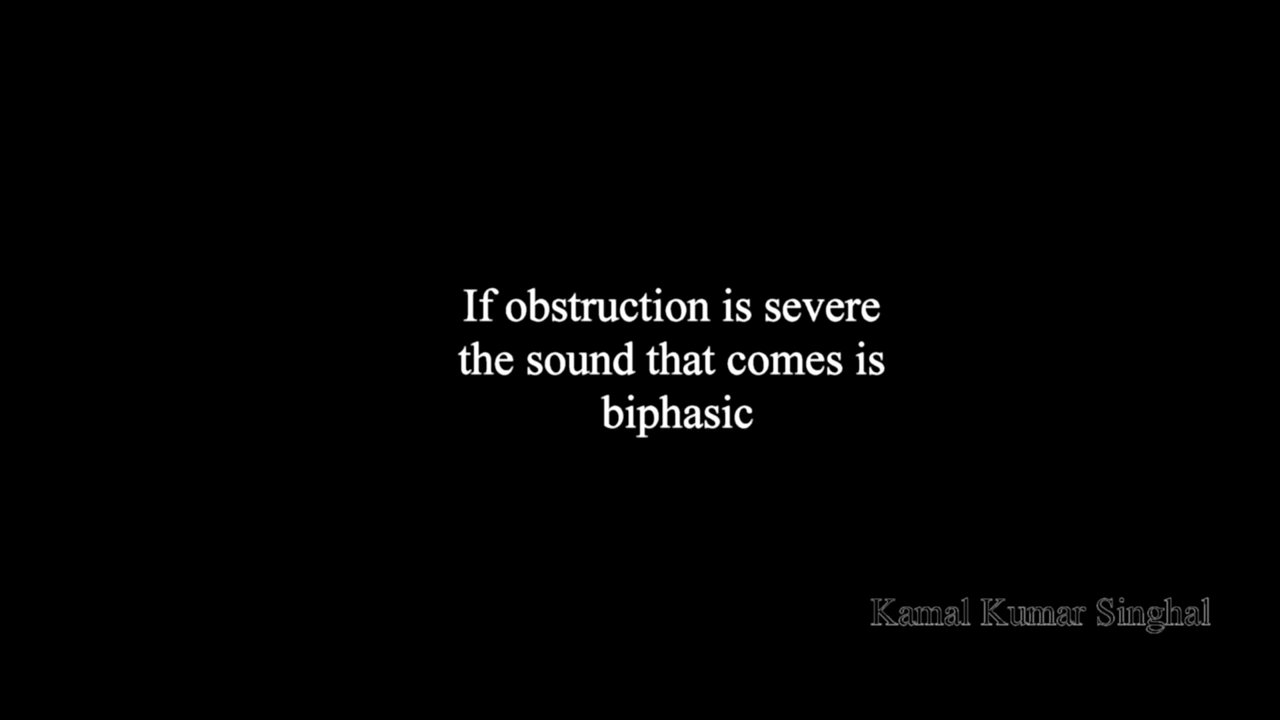 If obstruction is severe
the sound that comes is
biphasic
Kamal Kumar Singhal